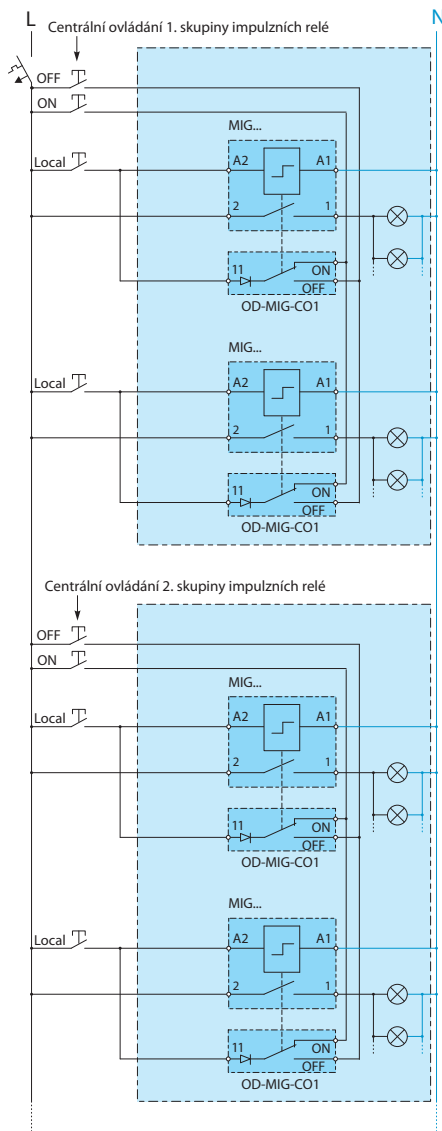 L
N
Centrální ovládání 1. skupiny impulzních relé
OFF
ON
MIG...
Local
A2
A1
2
1
11
ON
OFF
OD-MIG-CO1
MIG...
Local
A2
A1
2
1
11
ON
OFF
OD-MIG-CO1
Centrální ovládání 2. skupiny impulzních relé
OFF
ON
MIG...
Local
A2
A1
2
1
11
ON
OFF
OD-MIG-CO1
MIG...
Local
A2
A1
2
1
11
ON
OFF
OD-MIG-CO1